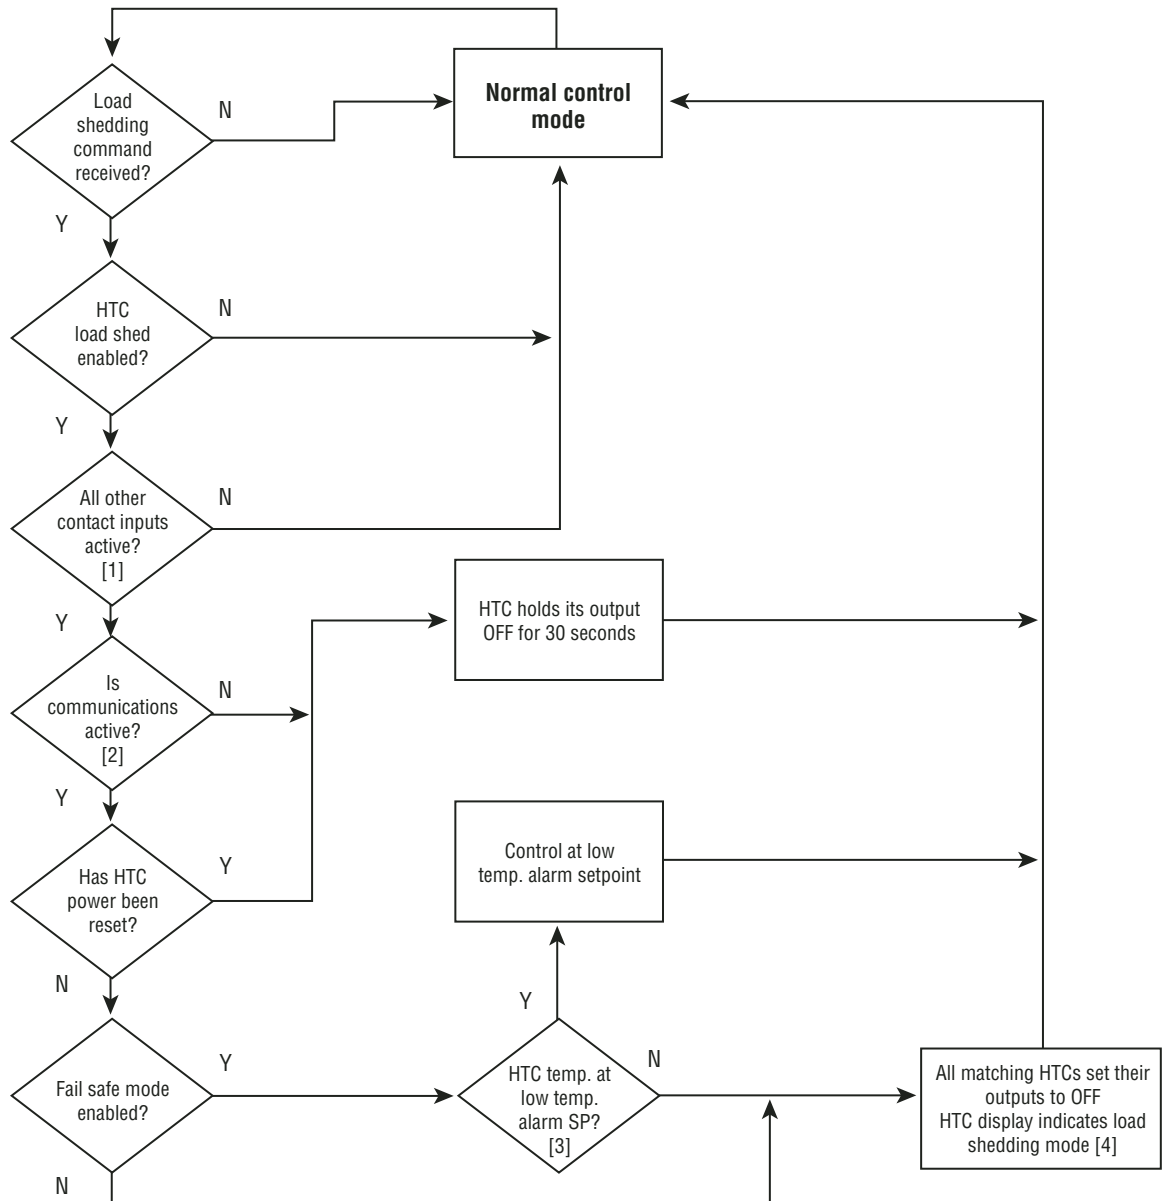 Normal control
mode
Load
shedding
command
received?
N
Y
HTC
load shed
enabled?
N
Y
All other
contact inputs
active?
[1]
N
Y
HTC holds its output
OFF for 30 seconds
Is
communications
active?
[2]
N
Y
Control at low
temp. alarm setpoint
Has HTC
power been
reset?
Y
N
Fail safe mode
enabled?
Y
N
HTC temp. at
low temp.
alarm SP?
[3]
Y
N
All matching HTCs set their
outputs to OFF
HTC display indicates load
shedding mode [4]